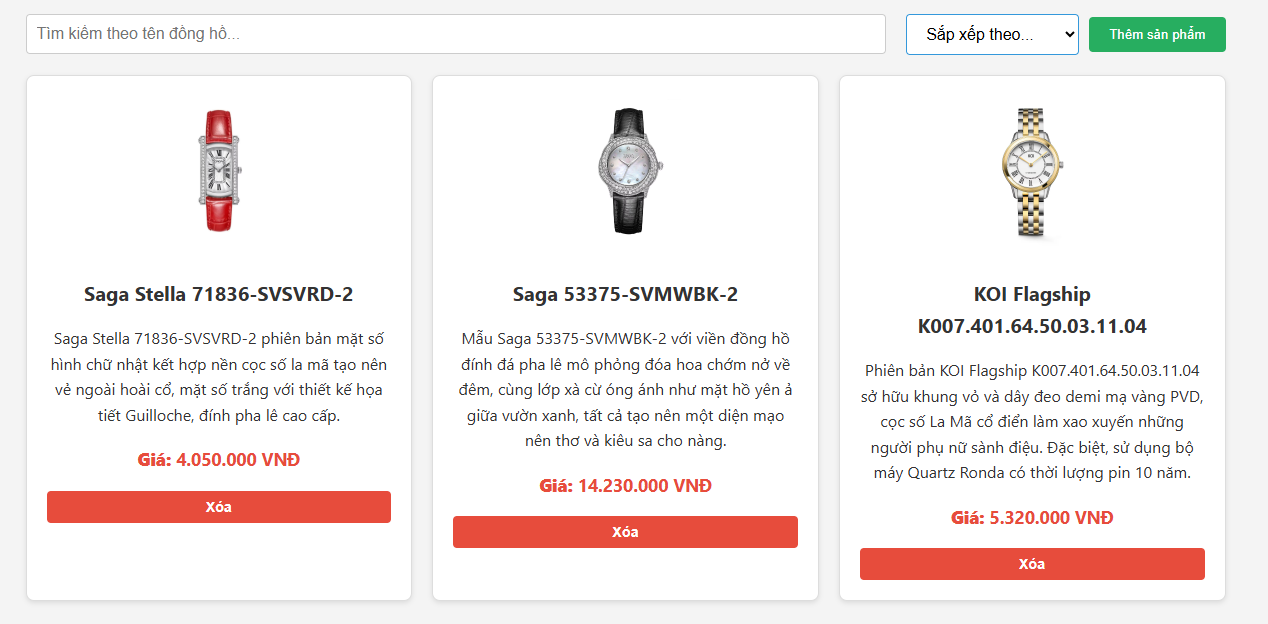 Tìm kiếm theo tên đồng hồ...
Sắp xếp theo...
Thêm sản phẩm
Saga Stella 71836-SVSVRD-2
Saga Stella 71836-SVSVRD-2 phiên bản mặt số
hình chữ nhật kết hợp nền cọc số la mã tạo nên
vẻ ngoài hoài cổ, mặt số trắng với thiết kế họa
tiết Guilloche, đính pha lê cao cấp.
Giá: 4.050.000 VNĐ
Xóa
Saga 53375-SVMWBK-2
Mẫu Saga 53375-SVMWBK-2 với viền đồng hồ
đính đá pha lê mô phỏng đóa hoa chớm nở về
đêm, cùng lớp xà cừ óng ánh như mặt hồ yên ả
giữa vườn xanh, tất cả tạo nên một diện mạo
nên thơ và kiêu sa cho nàng.
Giá: 14.230.000 VNĐ
Xóa
KOI
KOI Flagship
K007.401.64.50.03.11.04
Phiên bản KOI Flagship K007.401.64.50.03.11.04
sở hữu khung vỏ và dây đeo demi mạ vàng PVD,
cọc số La Mã cổ điển làm xao xuyến những
người phụ nữ sành điệu. Đặc biệt, sử dụng bộ
máy Quartz Ronda có thời lượng pin 10 năm.
Giá: 5.320.000 VNĐ
Xóa